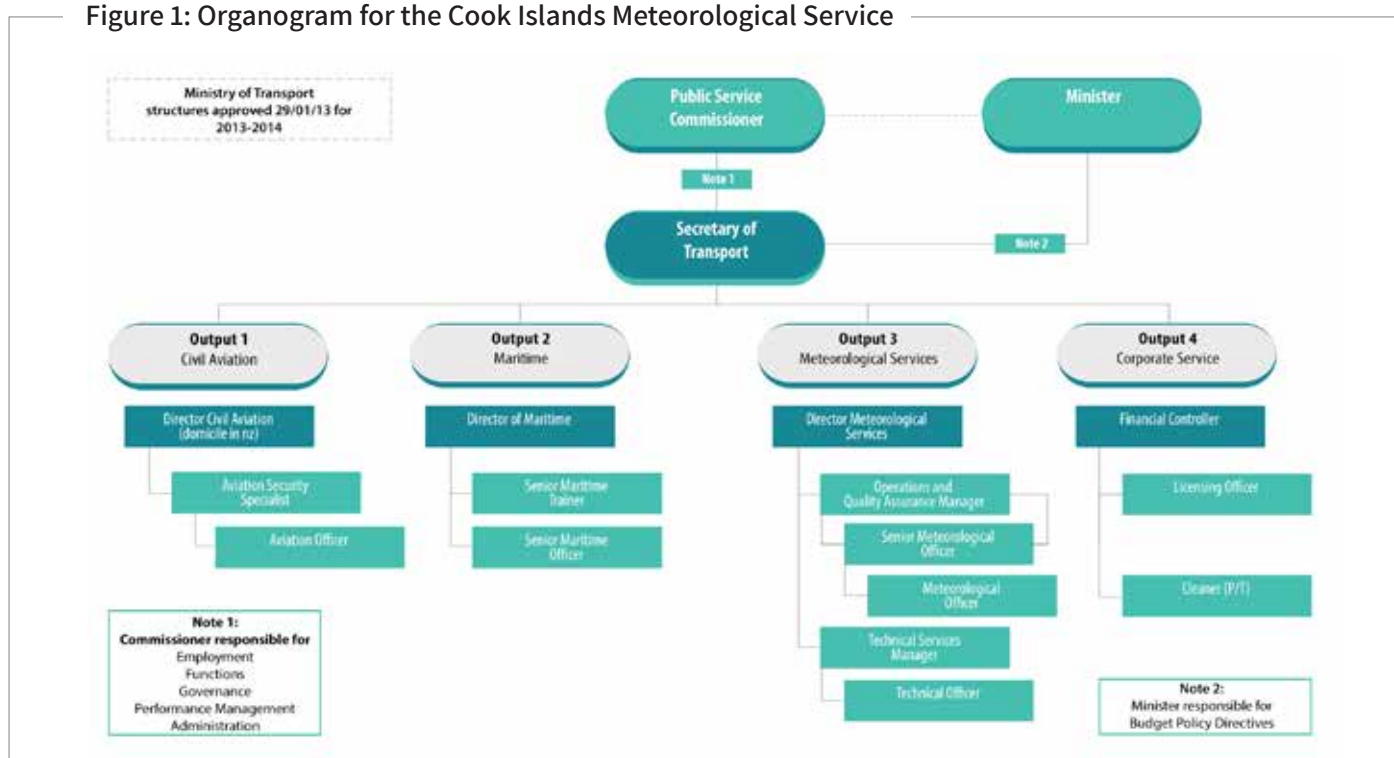 Figure 1: Organogram for the Cook Islands Meteorological Service
Ministry of Transport
structures approved 29/01/13 for
2013-2014
Public Service
Commissioner
Minister
Note 1
Secretary of
Transport
Note 2
Output 1
Civil Aviation
Output 2
Maritime
Output 3
Meteorological Services
Output 4
Corporate Service
Director Civil Aviation
(domicile in nz)
Director of Maritime
Director Meteorological
Services
Financial Controller
Aviation Security
Specialist
Aviation Officer
Senior Maritime
Trainer
Senior Maritime
Officer
Operations and
Quality Assurance Manager
Senior Meteorological
Officer
Meteorological
Officer
Technical Services
Manager
Technical Officer
Licensing Officer
Cleaner (P/T)
Note 1:
Commissioner responsible for
Employment
Functions
Governance
Performance Management
Administration
Note 2:
Minister responsible for
Budget Policy Directives